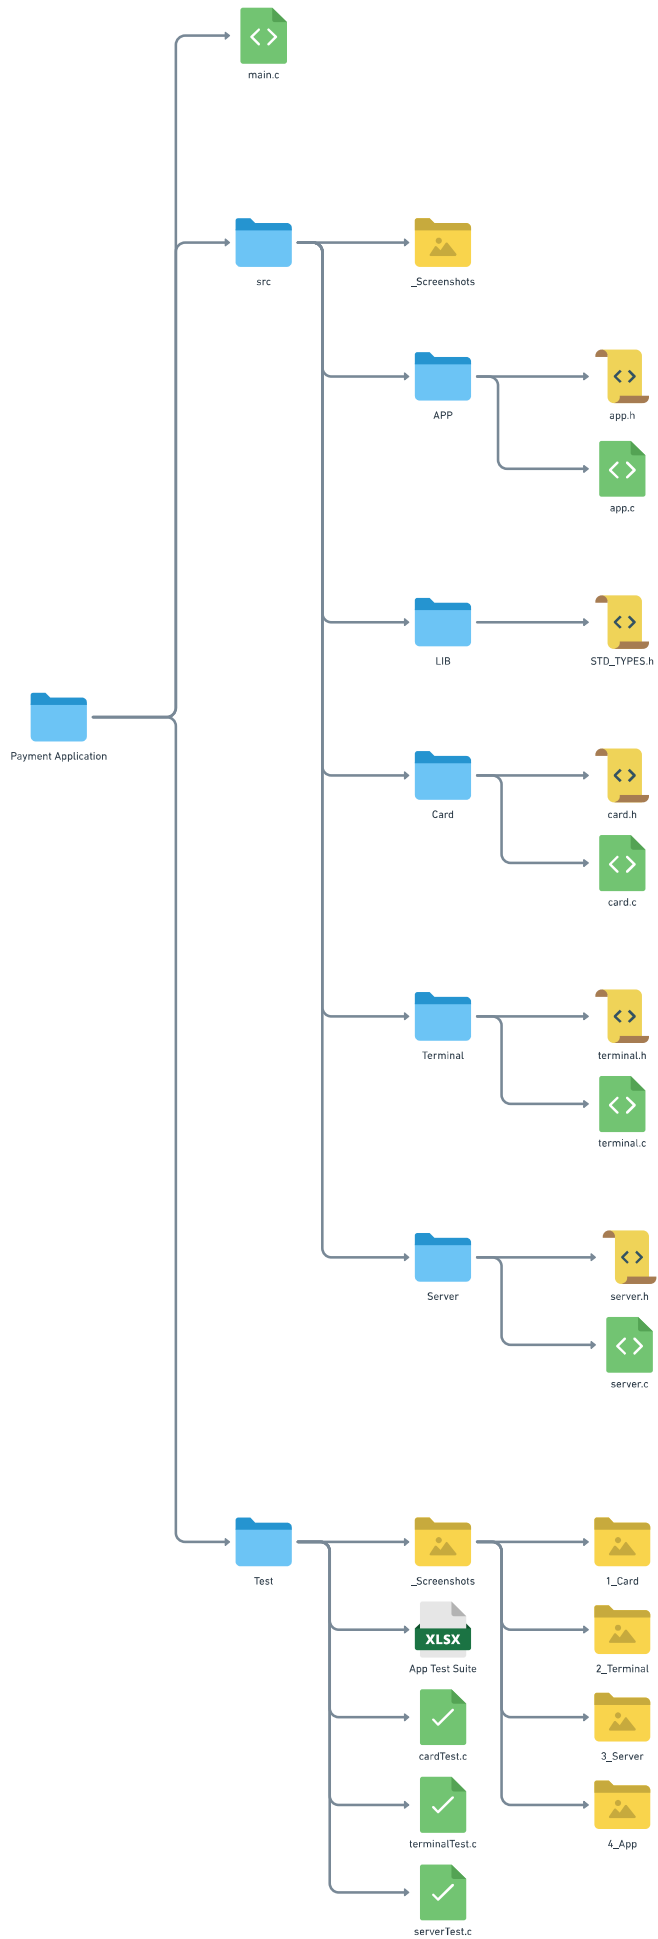 main.c
src
_Screenshots
APP
app.h
app.c
LIB
STD_TYPES.h
Payment Application
Card
card.h
card.c
Terminal
terminal.h
terminal.c
Server
server.h
server.c
Test
_Screenshots
1_Card
XLSX
App Test Suite
2_Terminal
cardTest.c
3_Server
terminalTest.c
4_App
serverTest.c